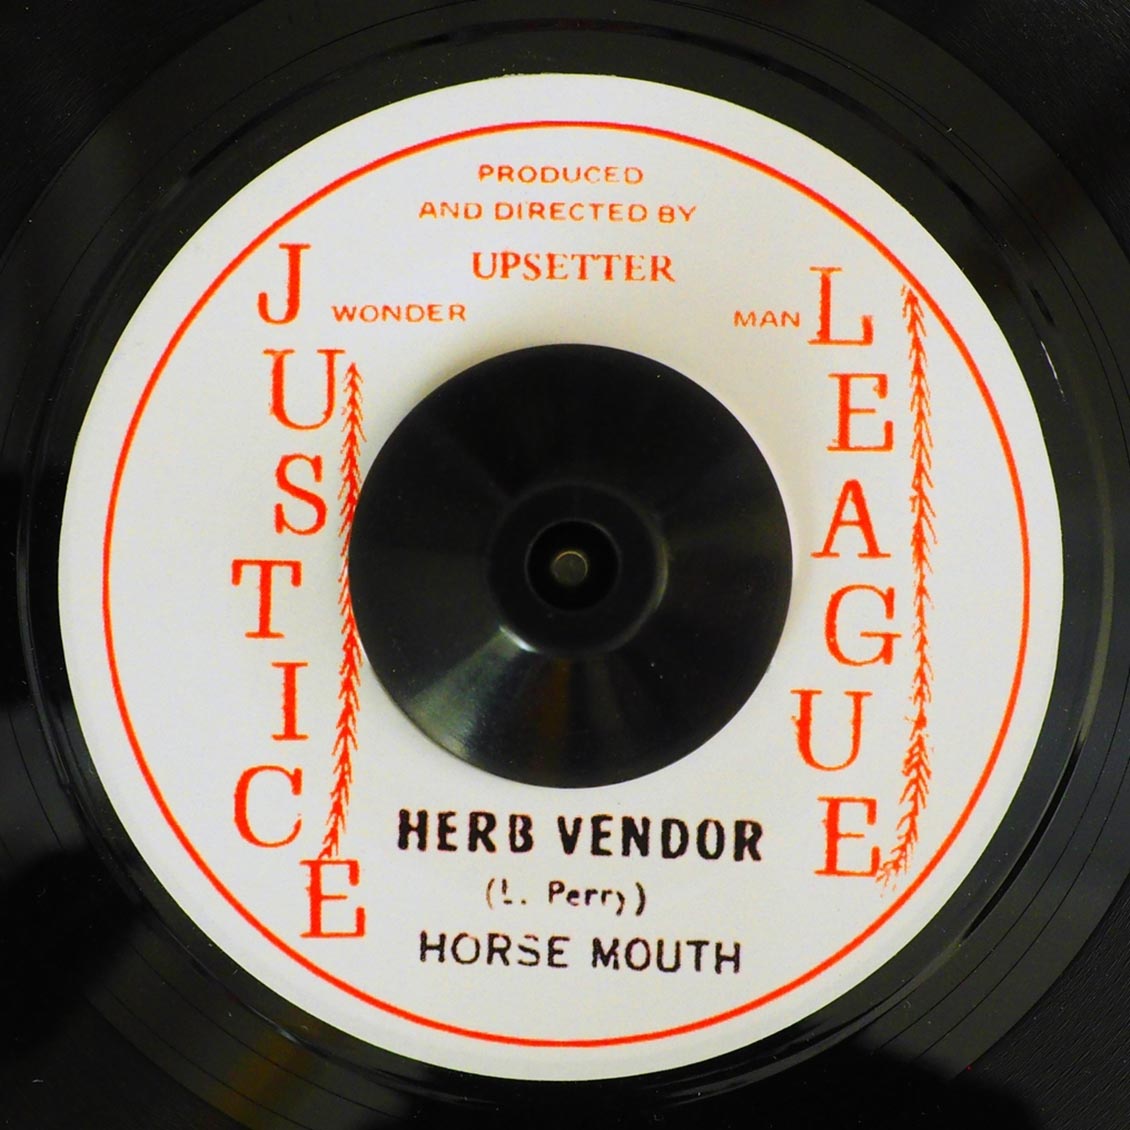 PRODUCED
AND DIRECTED BY
UPSETTER
WONDER MAN
JUSTICE
LEAGUE
HERB VENDOR
(L. Perry)
HORSE MOUTH